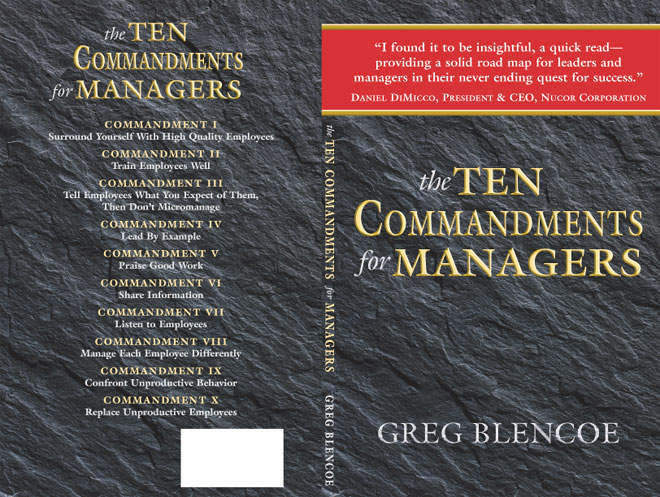 the TEN
COMMANDMENTS
for MANAGERS
COMMANDMENT I
Surround Yourself With High Quality Employees
COMMANDMENT II
Train Employees Well
COMMANDMENT III
Tell Employees What You Expect of Them,
Then Don't Micromanage
COMMANDMENT IV
Lead By Example
COMMANDMENT V
Praise Good Work
COMMANDMENT VI
Share Information
COMMANDMENT VII
Listen to Employees
COMMANDMENT VIII
Manage Each Employee Differently
COMMANDMENT IX
Confront Unproductive Behavior
COMMANDMENT X
Replace Unproductive Employees
the TEN COMMANDMENTS for MANAGERS GREG BLENCOE
“I found it to be insightful, a quick read—
providing a solid road map for leaders and
managers in their never ending quest for success.”
DANIEL DIMICCO, PRESIDENT & CEO, NUCOR CORPORATION
the TEN
COMMANDMENTS
for MANAGERS
GREG BLENCOE